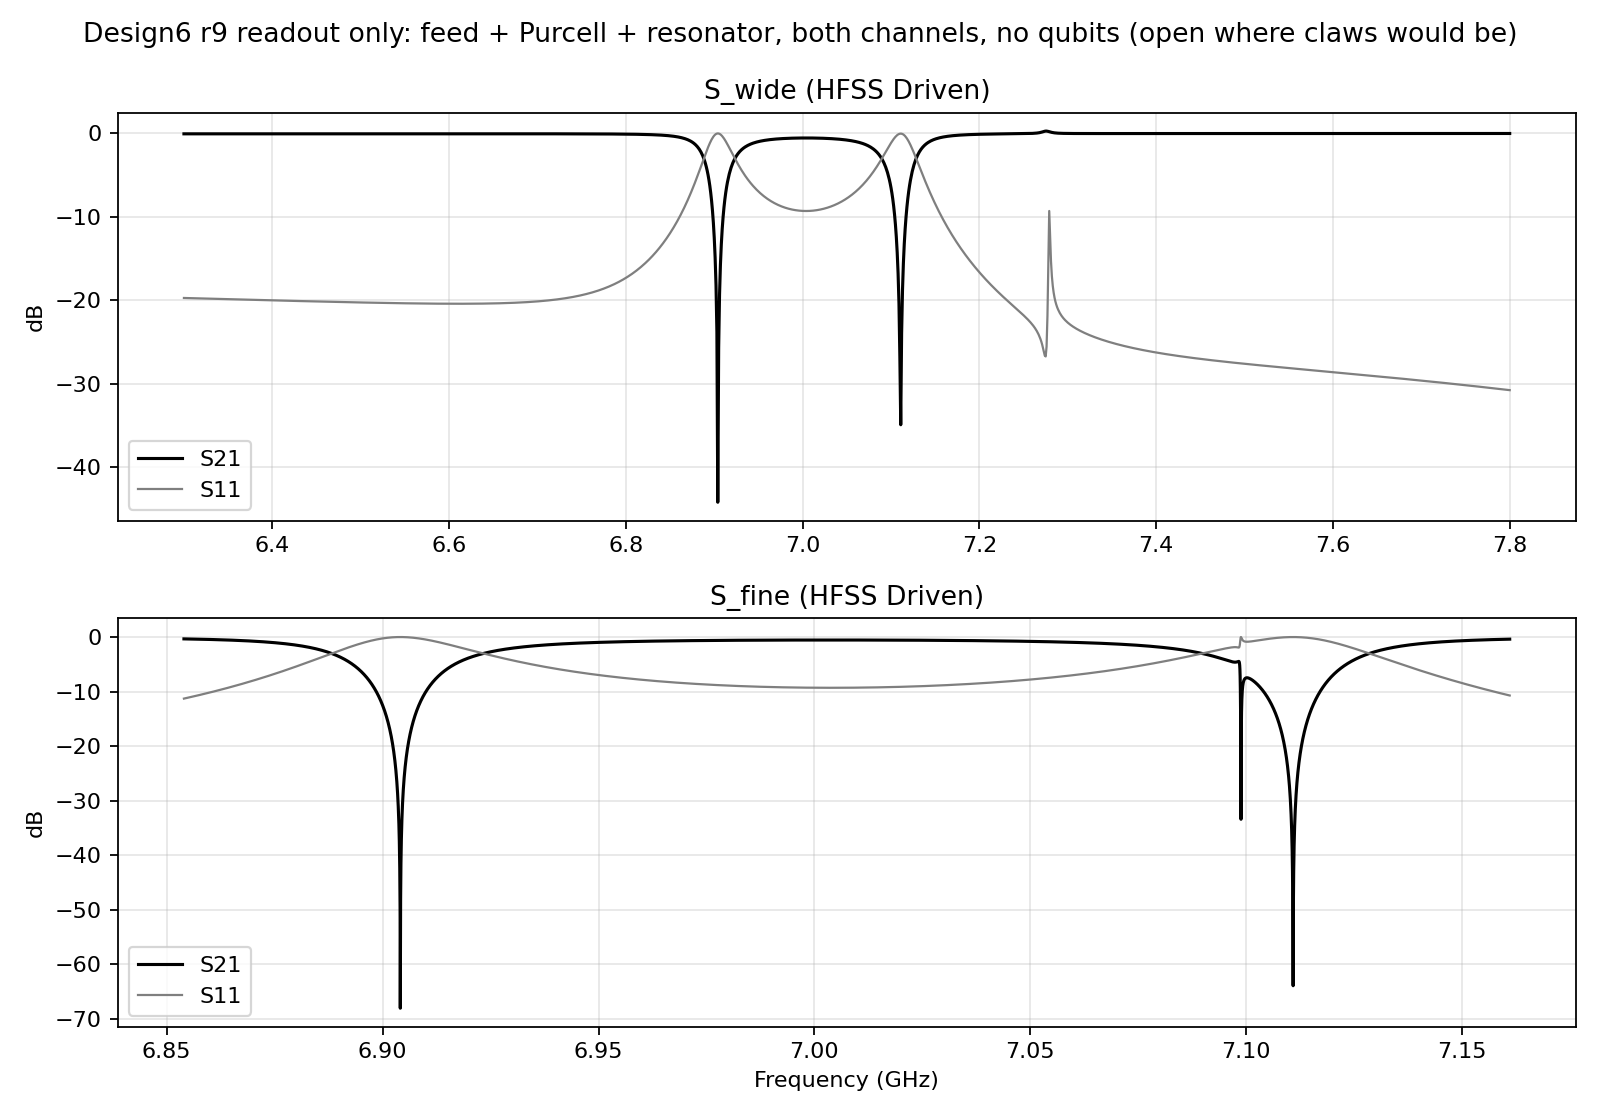 Design6 r9 readout only: feed + Purcell + resonator, both channels, no qubits (open where claws would be)
S_wide (HFSS Driven)
0
−10
−20
−30
−40
dB
S21
S11
6.4 6.6 6.8 7.0 7.2 7.4 7.6 7.8
S_fine (HFSS Driven)
0
−10
−20
−30
−40
−50
−60
−70
dB
S21
S11
6.85 6.90 6.95 7.00 7.05 7.10 7.15
Frequency (GHz)